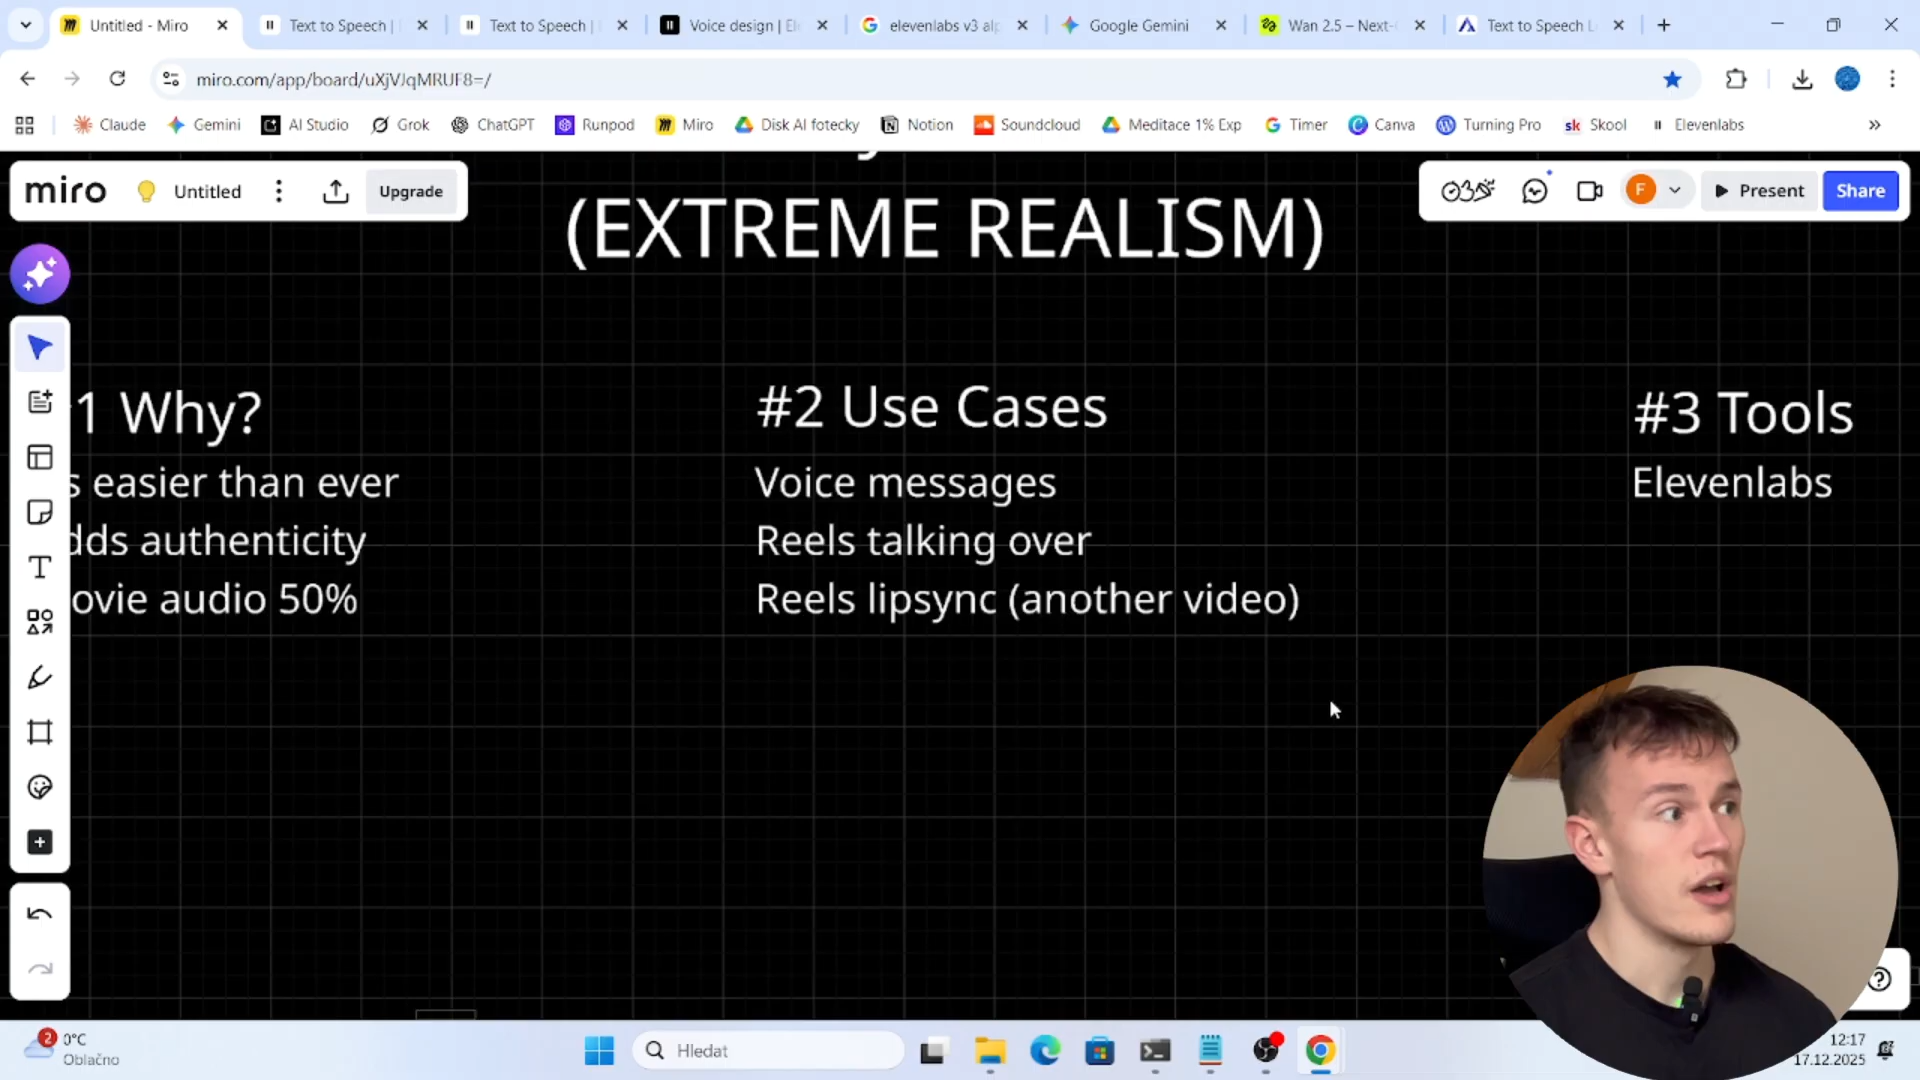 Untitled - Miro
Text to Speech |
Text to Speech |
Voice design | El
elevenlabs v3 alp
Google Gemini
Wan 2.5 – Next-
Text to Speech L
miro.com/app/board/uXjVJqMRUF8=/
Claude
Gemini
AI Studio
Grok
ChatGPT
Runpod
Miro
Disk AI fotecky
Notion
Soundcloud
Meditace 1% Exp
Timer
Canva
Turning Pro
sk Skool
Elevenlabs
miro
Untitled
Upgrade
F
Present
Share
(EXTREME REALISM)
1 Why?
s easier than ever
dds authenticity
ovie audio 50%
#2 Use Cases
Voice messages
Reels talking over
Reels lipsync (another video)
#3 Tools
Elevenlabs
2
0°C
Oblačno
Hledat
12:17
17.12.2025